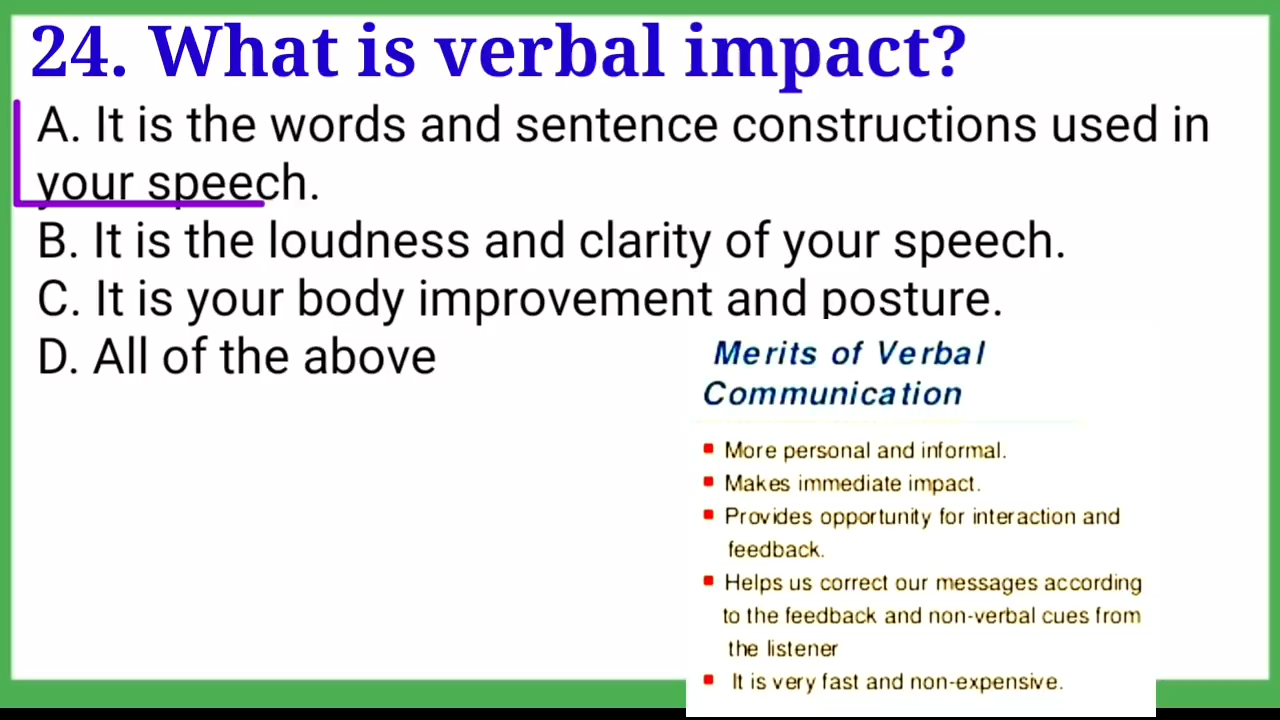 24. What is verbal impact?
A. It is the words and sentence constructions used in
your speech.
B. It is the loudness and clarity of your speech.
C. It is your body improvement and posture.
D. All of the above
Merits of Verbal
Communication
More personal and informal.
Makes immediate impact.
Provides opportunity for interaction and
feedback.
Helps us correct our messages according
to the feedback and non-verbal cues from
the listener
It is very fast and non-expensive.